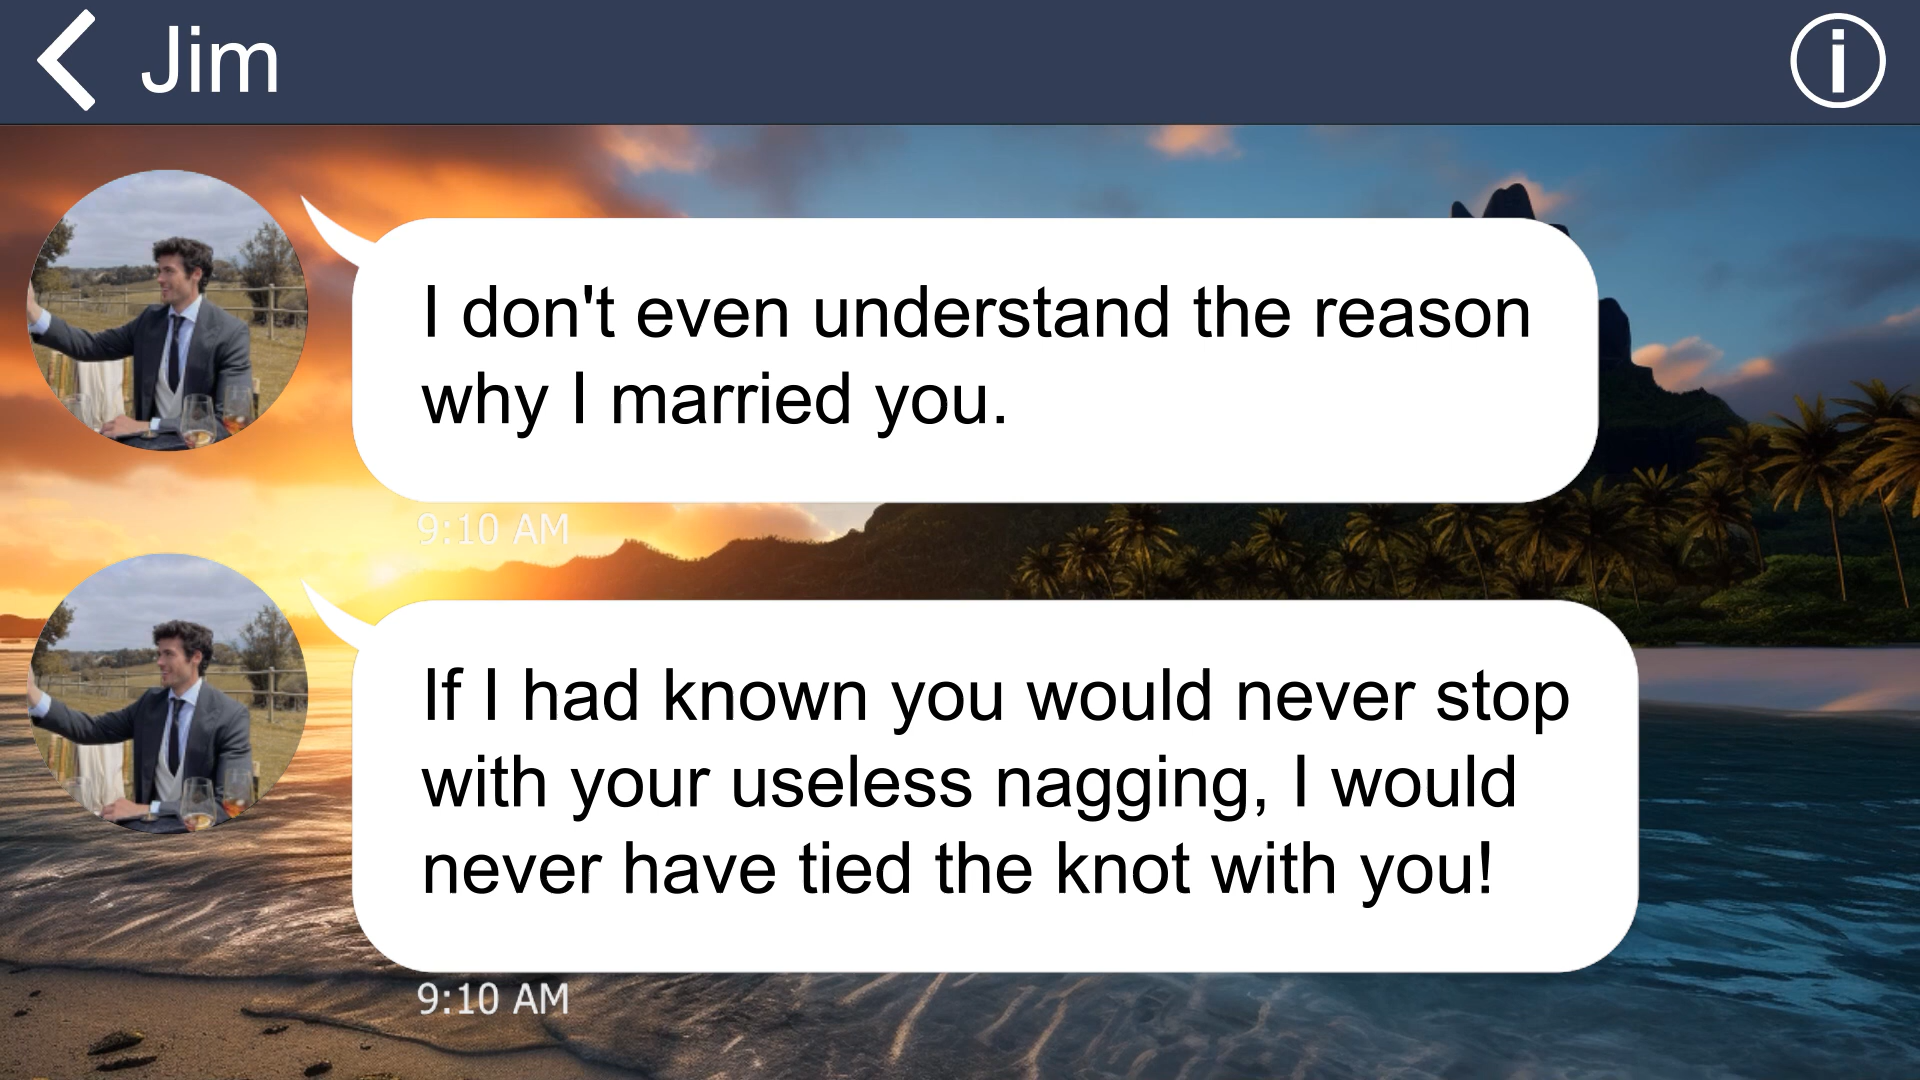 Jim
I don't even understand the reason
why I married you.
9:10 AM
If I had known you would never stop
with your useless nagging, I would
never have tied the knot with you!
9:10 AM